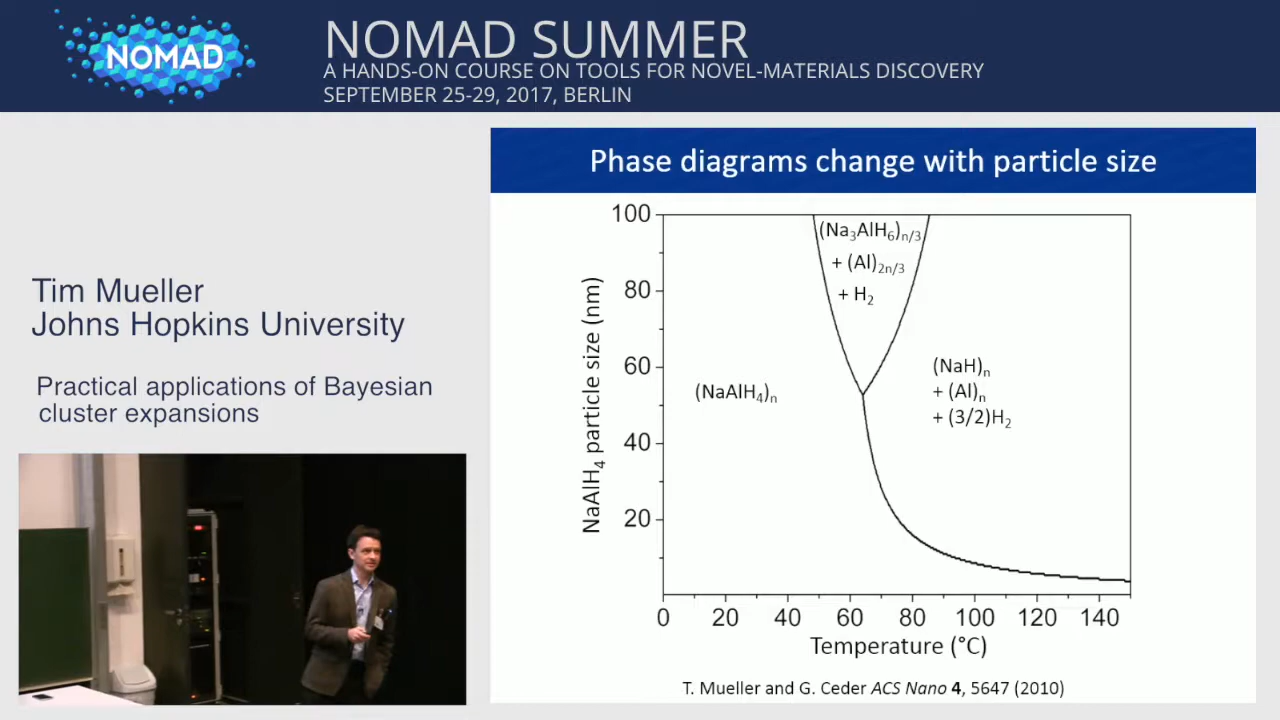 NOMAD
NOMAD SUMMER
A HANDS-ON COURSE ON TOOLS FOR NOVEL-MATERIALS DISCOVERY
SEPTEMBER 25-29, 2017, BERLIN
Tim Mueller
Johns Hopkins University
Practical applications of Bayesian
cluster expansions
Phase diagrams change with particle size
100
80
60
40
20
NaAlH₄ particle size (nm)
(Na₃AlH₆)ₙ/₃
+ (Al)₂ₙ/₃
+ H₂
(NaAlH₄)ₙ
(NaH)ₙ
+ (Al)ₙ
+ (3/2)H₂
0 20 40 60 80 100 120 140
Temperature (°C)
T. Mueller and G. Ceder ACS Nano 4, 5647 (2010)